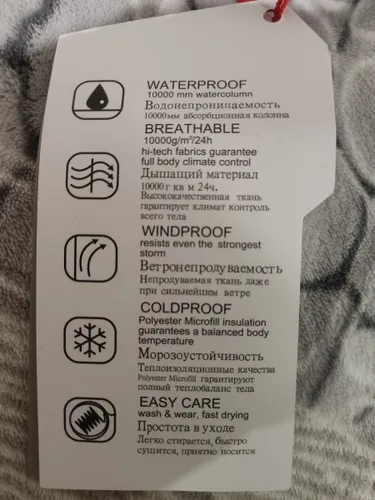 WATERPROOF
10000 mm watercolumn
Водонепроницаемость
10000мм абсорбционная колонна
BREATHABLE
10000g/m²/24h
hi-tech fabrics guarantee
full body climate control
Дышащий материал
10000 г кв м 24ч.
Высококачественная ткань
гарантирует климат контроль
всего тела
WINDPROOF
resists even the strongest
storm
Ветронепродуваемость
Непродуваемая ткань даже
при сильнейшем ветре
COLDPROOF
Polyester Microfill insulation
guarantees a balanced body
temperature
Морозоустойчивость
Теплоизоляционные качества
Polyester Microfill гарантируют
полный теплобаланс тела
EASY CARE
wash & wear, fast drying
Простота в уходе
Легко стирается, быстро
сушится, приятно носится